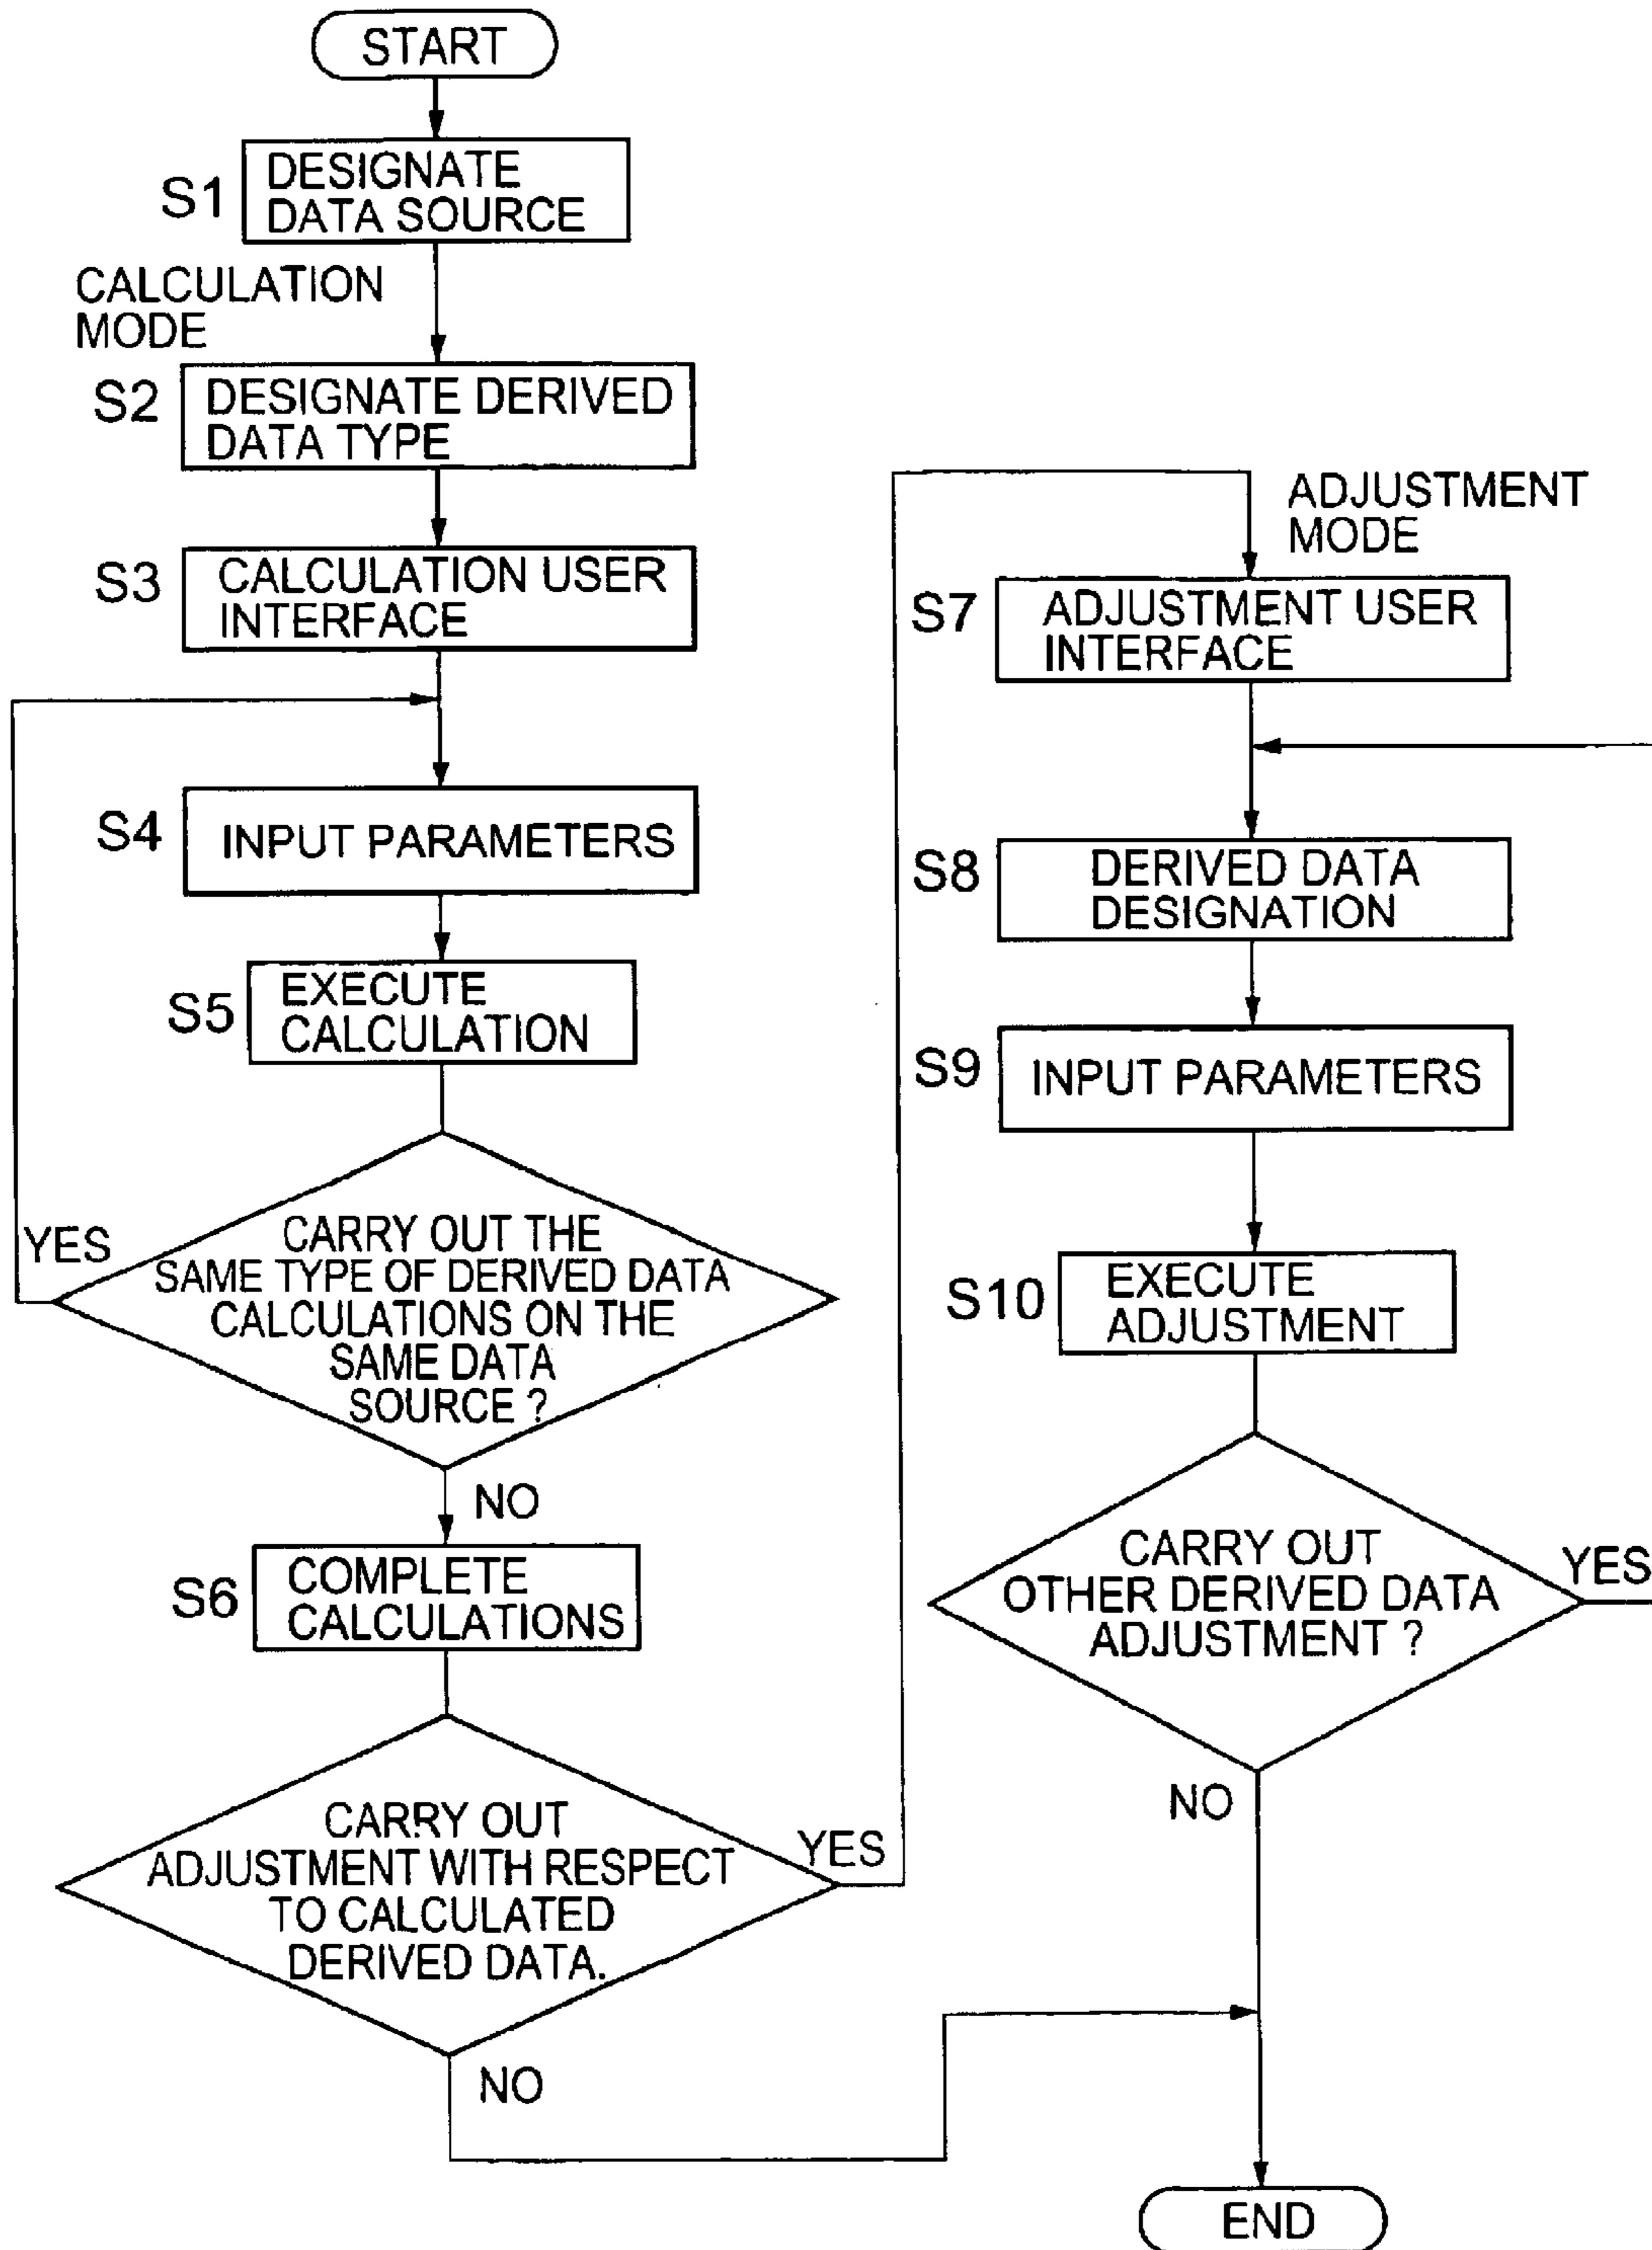 START
S1
DESIGNATE
DATA SOURCE
CALCULATION
MODE
S2
DESIGNATE DERIVED
DATA TYPE
S3
CALCULATION USER
INTERFACE
S4
INPUT PARAMETERS
S5
EXECUTE
CALCULATION
YES
CARRY OUT THE
SAME TYPE OF DERIVED DATA
CALCULATIONS ON THE
SAME DATA
SOURCE ?
NO
S6
COMPLETE
CALCULATIONS
CARRY OUT
ADJUSTMENT WITH RESPECT
TO CALCULATED
DERIVED DATA.
YES
NO
ADJUSTMENT
MODE
S7
ADJUSTMENT USER
INTERFACE
S8
DERIVED DATA
DESIGNATION
S9
INPUT PARAMETERS
S10
EXECUTE
ADJUSTMENT
CARRY OUT
OTHER DERIVED DATA
ADJUSTMENT ?
YES
NO
END